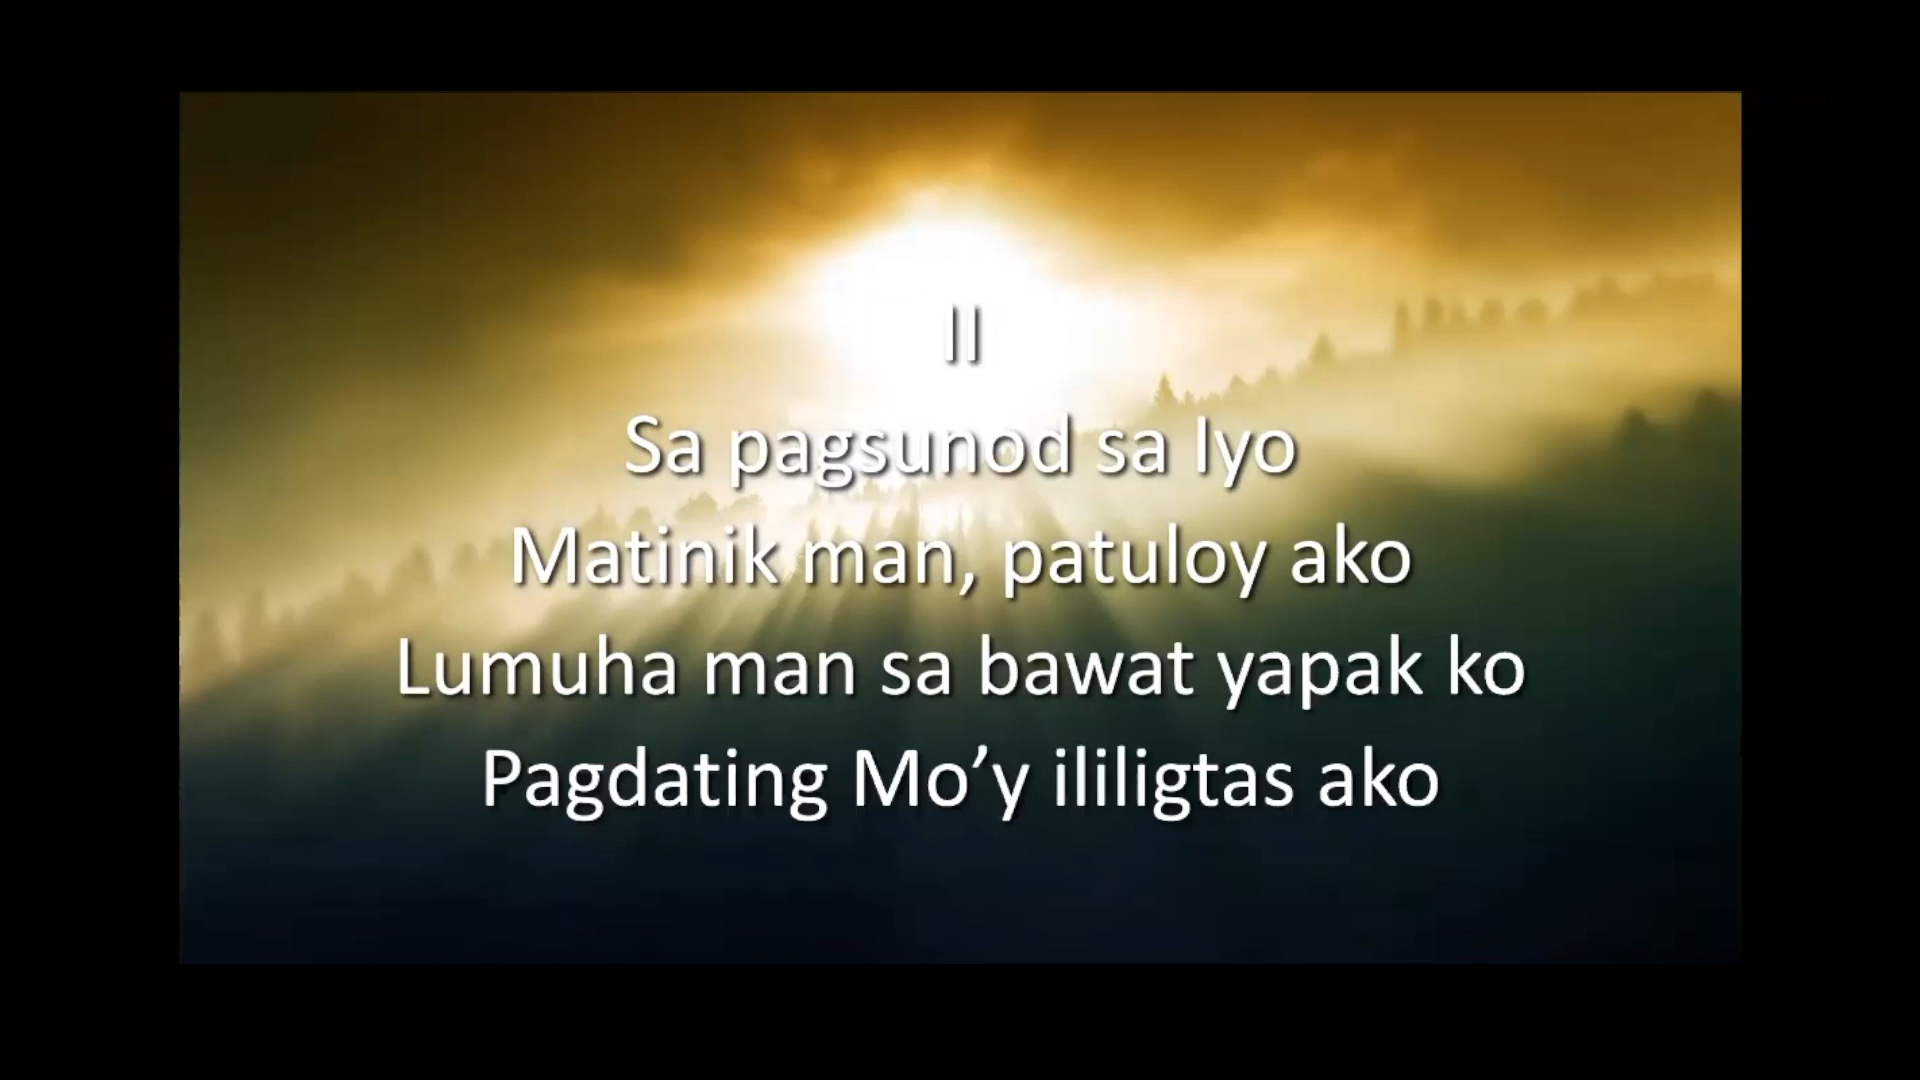 II
Sa pagsunod sa Iyo
Matinik man, patuloy ako
Lumuha man sa bawat yapak ko
Pagdating Mo’y ililigtas ako